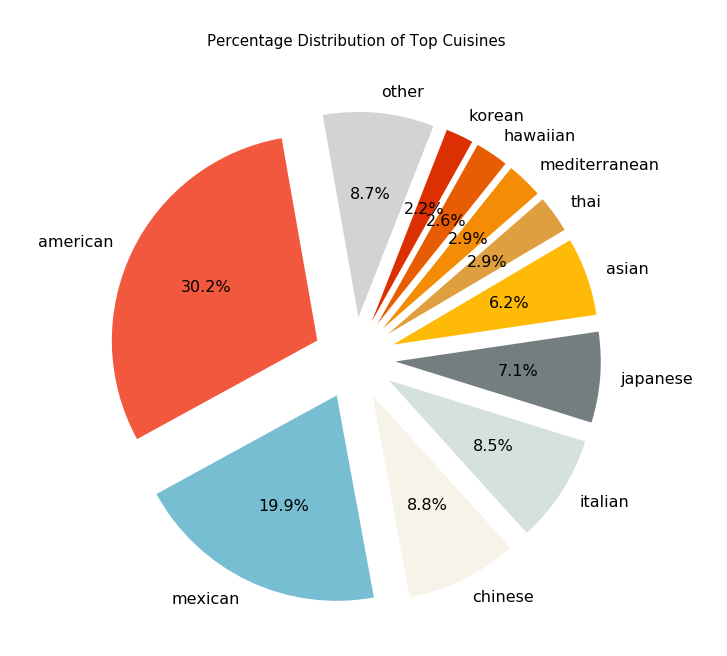 Percentage Distribution of Top Cuisines
other
korean
hawaiian
mediterranean
thai
asian
japanese
italian
chinese
mexican
american
8.7%
2.2%
2.6%
2.9%
2.9%
6.2%
7.1%
8.5%
8.8%
19.9%
30.2%